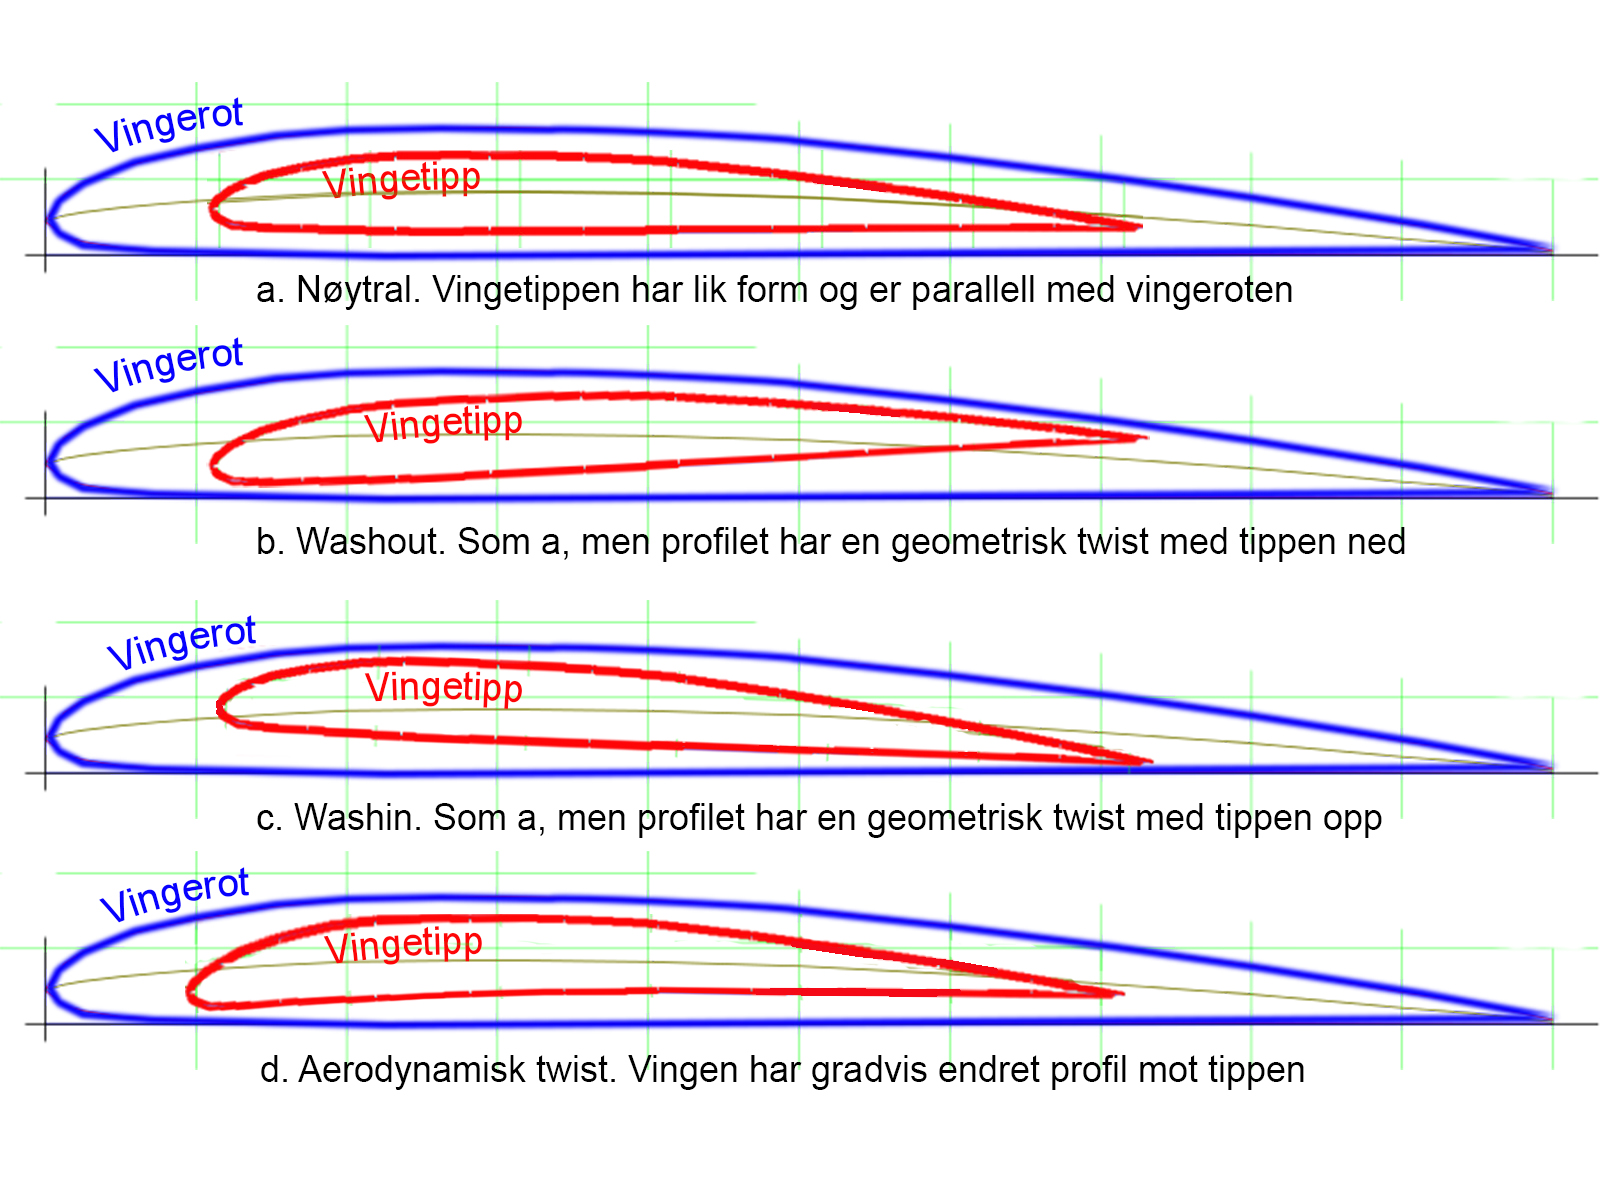 Vingerot
Vingetipp
a. Nøytral. Vingetippen har lik form og er parallell med vingeroten
Vingerot
Vingetipp
b. Washout. Som a, men profilet har en geometrisk twist med tippen ned
Vingerot
Vingetipp
c. Washin. Som a, men profilet har en geometrisk twist med tippen opp
Vingerot
Vingetipp
d. Aerodynamisk twist. Vingen har gradvis endret profil mot tippen